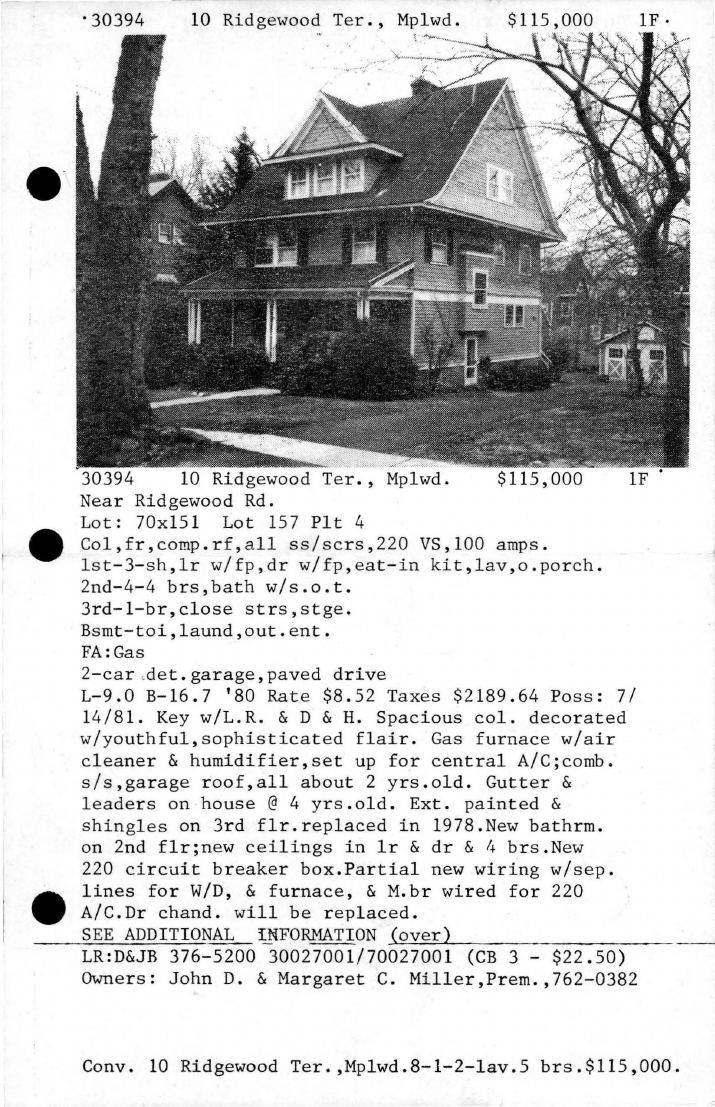 30394 10 Ridgewood Ter., Mplwd. $115,000 1F
30394 10 Ridgewood Ter., Mplwd. $115,000 1F
Near Ridgewood Rd.
Lot: 70x151 Lot 157 Plt 4
Col,fr,comp.rf,all ss/scrs,220 VS,100 amps.
1st-3-sh,lr w/fp,dr w/fp,eat-in kit,lav,o.porch.
2nd-4-4 brs,bath w/s.o.t.
3rd-1-br,close strs,stge.
Bsmt-toi,laund,out.ent.
FA:Gas
2-car det.garage,paved drive
L-9.0 B-16.7 '80 Rate $8.52 Taxes $2189.64 Poss: 7/
14/81. Key w/L.R. & D & H. Spacious col. decorated
w/youthful,sophisticated flair. Gas furnace w/air
cleaner & humidifier,set up for central A/C;comb.
s/s,garage roof,all about 2 yrs.old. Gutter &
leaders on house @ 4 yrs.old. Ext. painted &
shingles on 3rd flr.replaced in 1978.New bathrm.
on 2nd flr;new ceilings in lr & dr & 4 brs.New
220 circuit breaker box.Partial new wiring w/sep.
lines for W/D, & furnace, & M.br wired for 220
A/C.Dr chand. will be replaced.
SEE ADDITIONAL INFORMATION (over)
LR:D&JB 376-5200 30027001/70027001 (CB 3 - $22.50)
Owners: John D. & Margaret C. Miller,Prem.,762-0382
Conv. 10 Ridgewood Ter.,Mplwd.8-1-2-lav.5 brs.$115,000.